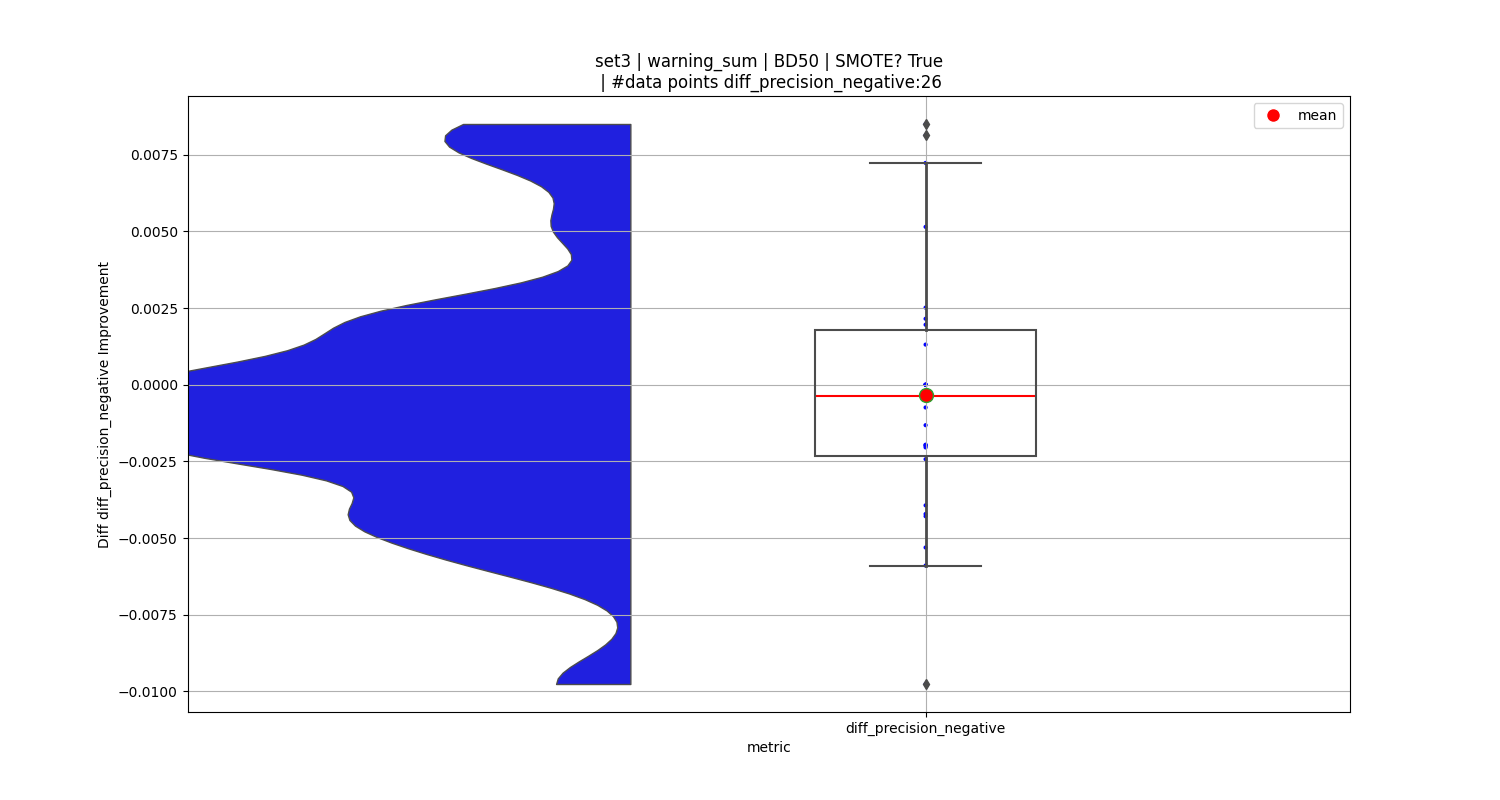 set3 | warning_sum | BD50 | SMOTE? True
| #data points diff_precision_negative:26
mean
Diff diff_precision_negative Improvement
0.0075
0.0050
0.0025
0.0000
−0.0025
−0.0050
−0.0075
−0.0100
diff_precision_negative
metric